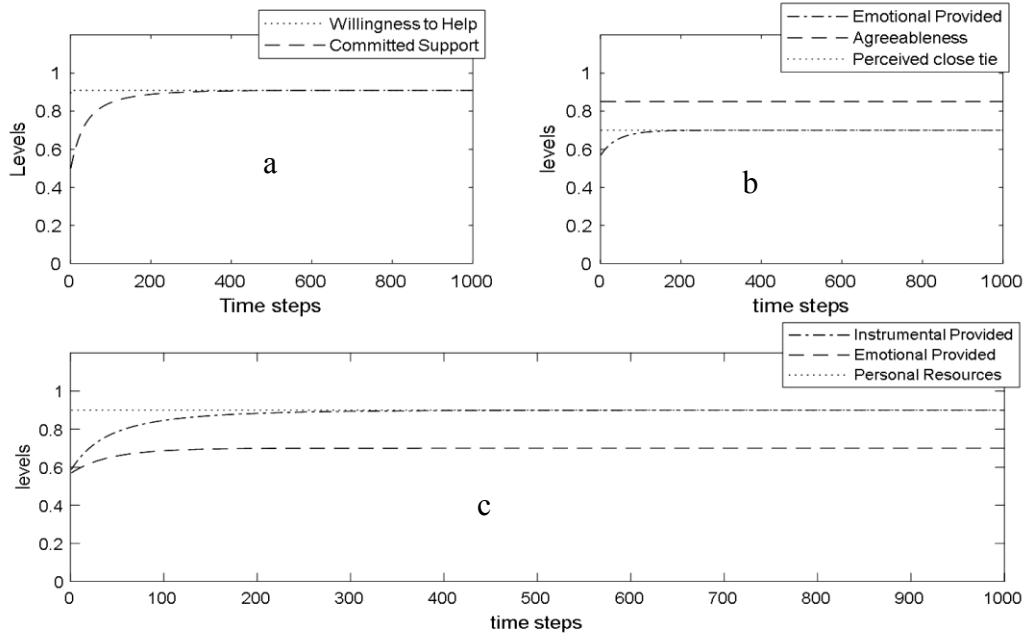 Willingness to Help
Committed Support
1
0.8
0.6
0.4
0.2
0
Levels
a
0 200 400 600 800 1000
Time steps
Emotional Provided
Agreeableness
Perceived close tie
1
0.8
0.6
0.4
0.2
0
levels
b
0 200 400 600 800 1000
time steps
Instrumental Provided
Emotional Provided
Personal Resources
1
0.8
0.6
0.4
0.2
0
levels
c
0 100 200 300 400 500 600 700 800 900 1000
time steps